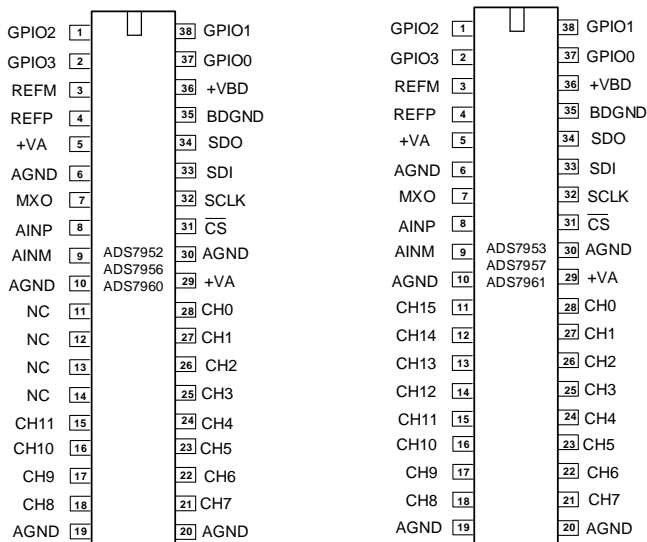 GPIO2 1 38 GPIO1
GPIO3 2 37 GPIO0
REFM 3 36 +VBD
REFP 4 35 BDGND
+VA 5 34 SDO
AGND 6 33 SDI
MXO 7 32 SCLK
AINP 8 31 C̅S̅
AINM 9 ADS7952 30 AGND
ADS7956
AGND 10 ADS7960 29 +VA
NC 11 28 CH0
NC 12 27 CH1
NC 13 26 CH2
NC 14 25 CH3
CH11 15 24 CH4
CH10 16 23 CH5
CH9 17 22 CH6
CH8 18 21 CH7
AGND 19 20 AGND
GPIO2 1 38 GPIO1
GPIO3 2 37 GPIO0
REFM 3 36 +VBD
REFP 4 35 BDGND
+VA 5 34 SDO
AGND 6 33 SDI
MXO 7 32 SCLK
AINP 8 31 C̅S̅
AINM 9 ADS7953 30 AGND
ADS7957
AGND 10 ADS7961 29 +VA
CH15 11 28 CH0
CH14 12 27 CH1
CH13 13 26 CH2
CH12 14 25 CH3
CH11 15 24 CH4
CH10 16 23 CH5
CH9 17 22 CH6
CH8 18 21 CH7
AGND 19 20 AGND